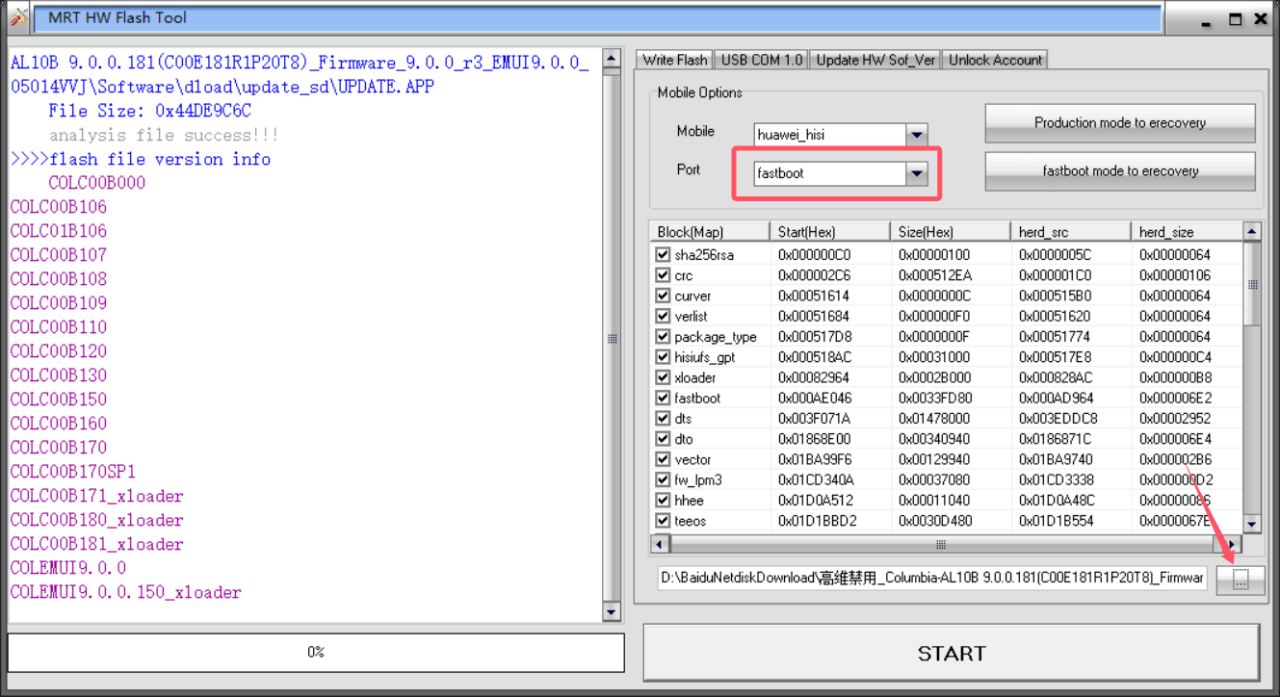 MRT HW Flash Tool
AL10B 9.0.0.181(C00E181R1P20T8)_Firmware_9.0.0_r3_EMUI9.0.0_
05014VVJ\Software\dload\update_sd\UPDATE.APP
File Size: 0x44DE9C6C
analysis file success!!!
>>>>flash file version info
COLC00B000
COLC00B106
COLC01B106
COLC00B107
COLC00B108
COLC00B109
COLC00B110
COLC00B120
COLC00B130
COLC00B150
COLC00B160
COLC00B170
COLC00B170SP1
COLC00B171_xloader
COLC00B180_xloader
COLC00B181_xloader
COLEMUI9.0.0
COLEMUI9.0.0.150_xloader
0%
Write Flash USB COM 1.0 Update HW Sof_Ver Unlock Account
Mobile Options
Mobile huawei_hisi
Port fastboot
Production mode to erecovery
fastboot mode to erecovery
Block(Map) Start(Hex) Size(Hex) herd_src herd_size
sha256rsa 0x000000C0 0x00000100 0x0000005C 0x00000064
crc 0x000002C6 0x000512EA 0x000001C0 0x00000106
curver 0x00051614 0x0000000C 0x000515B0 0x00000064
verlist 0x00051684 0x000000F0 0x00051620 0x00000064
package_type 0x000517D8 0x0000000F 0x00051774 0x00000064
hisiufs_gpt 0x000518AC 0x00031000 0x000517E8 0x000000C4
xloader 0x00082964 0x0002B000 0x000828AC 0x000000B8
fastboot 0x000AE046 0x0033FD80 0x000AD964 0x000006E2
dts 0x003F071A 0x01478000 0x003EDDC8 0x00002952
dto 0x01868E00 0x00340940 0x0186871C 0x000006E4
vector 0x01BA99F6 0x00129940 0x01BA9740 0x000002B6
fw_lpm3 0x01CD340A 0x00037080 0x01CD3338 0x000000D2
hhee 0x01D0A512 0x00011040 0x01D0A48C 0x00000086
teeos 0x01D1BBD2 0x0030D480 0x01D1B554 0x0000067E
D:\BaiduNetdiskDownload\高维禁用_Columbia-AL10B 9.0.0.181(C00E181R1P20T8)_Firmwar
...
START